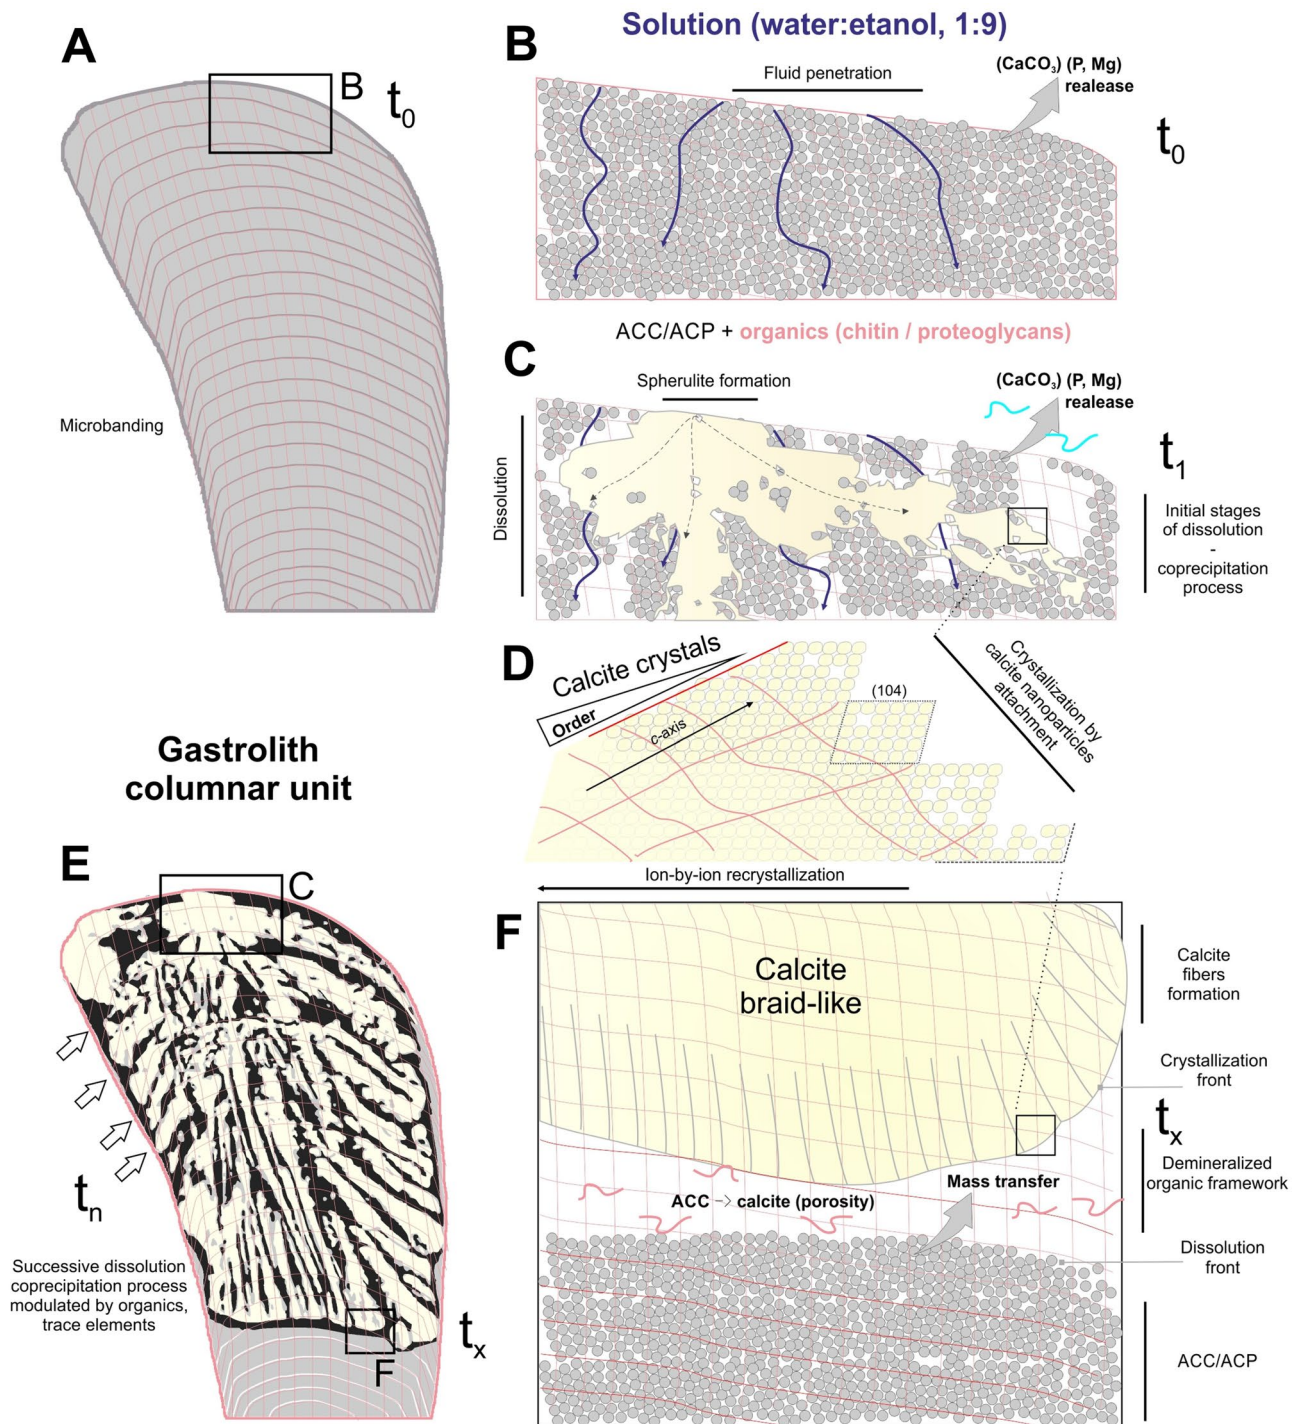 A
B
t0
Microbanding
Solution (water:etanol, 1:9)
B
Fluid penetration
(CaCO3) (P, Mg)
realease
t0
ACC/ACP + organics (chitin / proteoglycans)
C
Spherulite formation
(CaCO3) (P, Mg)
realease
Dissolution
t1
Initial stages
of dissolution
-
coprecipitation
process
D
Calcite crystals
Order
c-axis
(104)
Crystallization by
calcite nanoparticles
attachment
Ion-by-ion recrystallization
Gastrolith
columnar unit
E
C
tn
Successive dissolution
coprecipitation process
modulated by organics,
trace elements
tx
F
F
Calcite
braid-like
Calcite
fibers
formation
Crystallization
front
tx
Demineralized
organic framework
Mass transfer
ACC -> calcite (porosity)
Dissolution
front
ACC/ACP